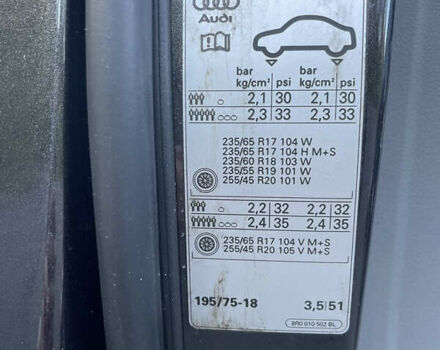 Audi
bar bar
kg/cm² psi kg/cm² psi
2,1 30 2,1 30
2,3 33 2,3 33
235/65 R17 104 W
235/65 R17 104 H M+S
235/60 R18 103 W
235/55 R19 101 W
255/45 R20 101 W
2,2 32 2,2 32
2,4 35 2,4 35
235/65 R17 104 V M+S
255/45 R20 105 V M+S
195/75-18 3,5 51
8R0 010 502 BL